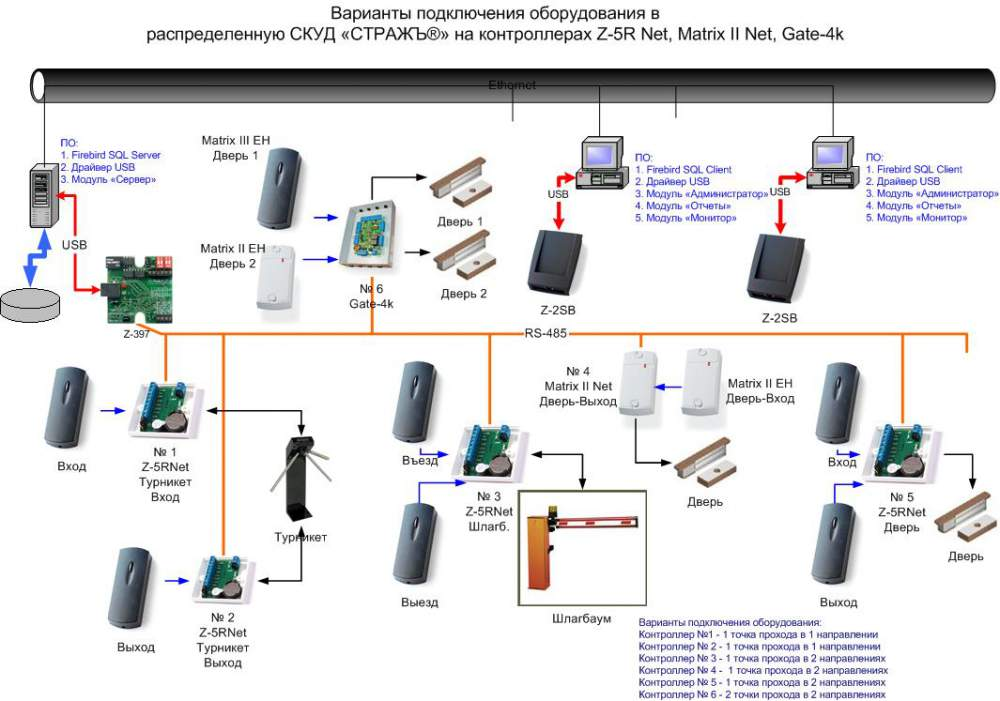 Варианты подключения оборудования в
распределенную СКУД «СТРАЖЪ®» на контроллерах Z-5R Net, Matrix II Net, Gate-4k
Ethernet
ПО:
1. Firebird SQL Server
2. Драйвер USB
3. Модуль «Сервер»
USB
Z-397
Matrix III EH
Дверь 1
Matrix II EH
Дверь 2
№ 6
Gate-4k
Дверь 1
Дверь 2
ПО:
1. Firebird SQL Client
2. Драйвер USB
3. Модуль «Администратор»
4. Модуль «Отчеты»
5. Модуль «Монитор»
USB
Z-2SB
ПО:
1. Firebird SQL Client
2. Драйвер USB
3. Модуль «Администратор»
4. Модуль «Отчеты»
5. Модуль «Монитор»
USB
Z-2SB
RS-485
Вход
№ 1
Z-5RNet
Турникет
Вход
Турникет
Выход
№ 2
Z-5RNet
Турникет
Выход
Въезд
№ 3
Z-5RNet
Шлагб.
Выезд
Шлагбаум
№ 4
Matrix II Net
Дверь-Выход
Matrix II EH
Дверь-Вход
Дверь
Вход
№ 5
Z-5RNet
Дверь
Дверь
Выход
Варианты подключения оборудования:
Контроллер №1 - 1 точка прохода в 1 направлении
Контроллер № 2 - 1 точка прохода в 1 направлении
Контроллер № 3 - 1 точка прохода в 2 направлениях
Контроллер № 4 - 1 точка прохода в 2 направлениях
Контроллер № 5 - 1 точка прохода в 2 направлениях
Контроллер № 6 - 2 точки прохода в 2 направлениях